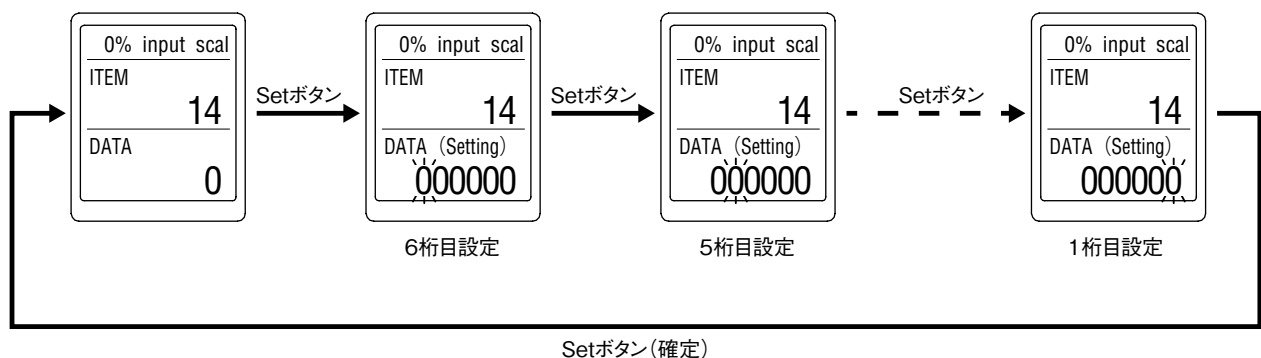 0% input scal
ITEM
14
DATA
0
Setボタン
0% input scal
ITEM
14
DATA (Setting)
000000
6桁目設定
Setボタン
0% input scal
ITEM
14
DATA (Setting)
000000
5桁目設定
Setボタン
0% input scal
ITEM
14
DATA (Setting)
000000
1桁目設定
Setボタン(確定)